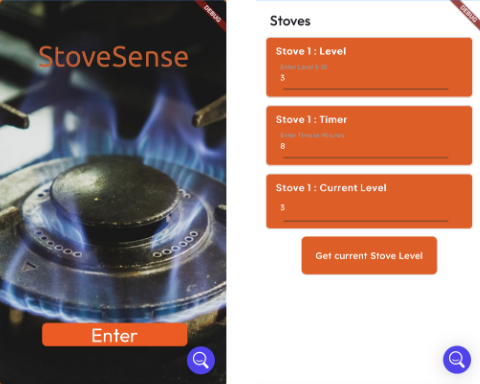 DEBUG
StoveSense
Enter
DEBUG
Stoves
Stove 1 : Level
Enter Level 0-10
3
Stove 1 : Timer
Enter Time in Minutes
8
Stove 1 : Current Level
3
Get current Stove Level